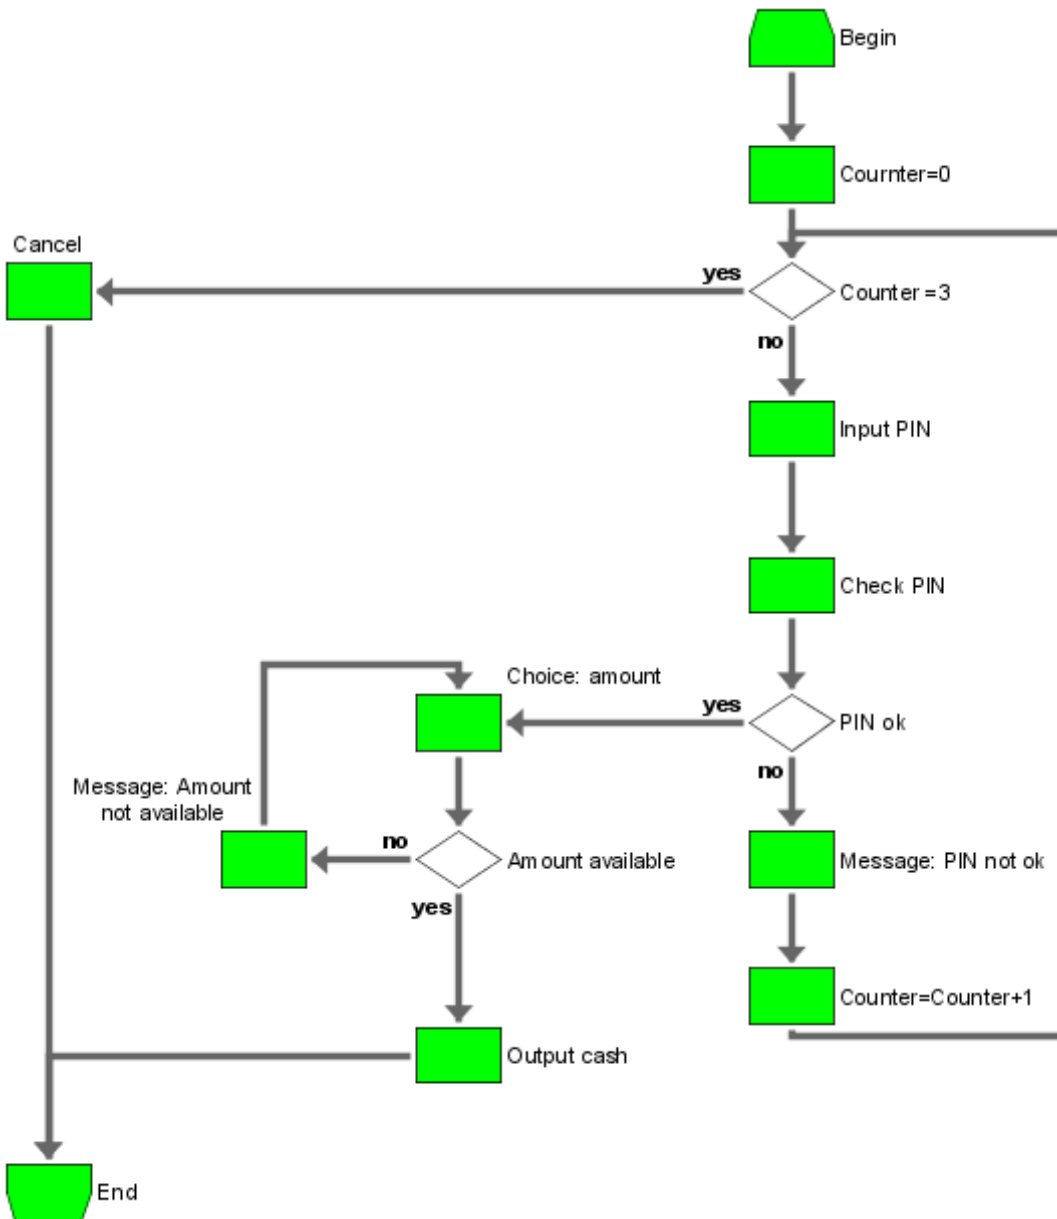 Begin
Cournter=0
Cancel
yes
Counter =3
no
Input PIN
Check PIN
Choice: amount
yes
PIN ok
no
Message: Amount
not available
no
Amount available
yes
Message: PIN not ok
Counter=Counter+1
Output cash
End